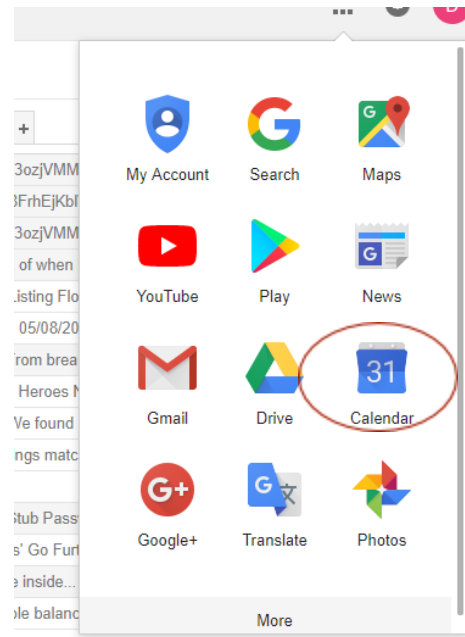 +
3ozjVMM
My Account Search Maps
3FrhEjKbl
3ozjVMM
of when
Listing Flo
YouTube Play News
05/08/20
from brea
Heroes
31
We found
Gmail Drive Calendar
ngs matc
G+
Stub Pass
Google+ Translate Photos
s' Go Furt
e inside...
ble balanc
More